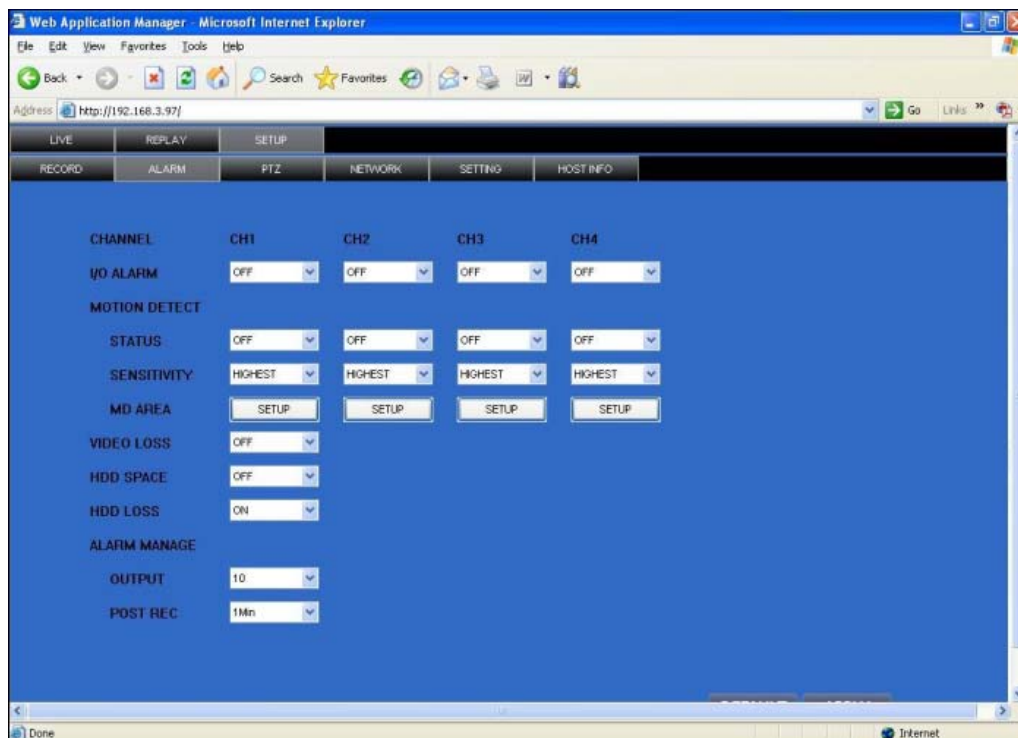 Web Application Manager - Microsoft Internet Explorer
File Edit View Favorites Tools Help
Back Search Favorites
Address http://192.168.3.97/ Go Links »
LIVE REPLAY SETUP
RECORD ALARM PTZ NETWORK SETTING HOST INFO
CHANNEL CH1 CH2 CH3 CH4
I/O ALARM OFF OFF OFF OFF
MOTION DETECT
STATUS OFF OFF OFF OFF
SENSITIVITY HIGHEST HIGHEST HIGHEST HIGHEST
MD AREA SETUP SETUP SETUP SETUP
VIDEO LOSS OFF
HDD SPACE OFF
HDD LOSS ON
ALARM MANAGE
OUTPUT 10
POST REC 1Min
Done Internet